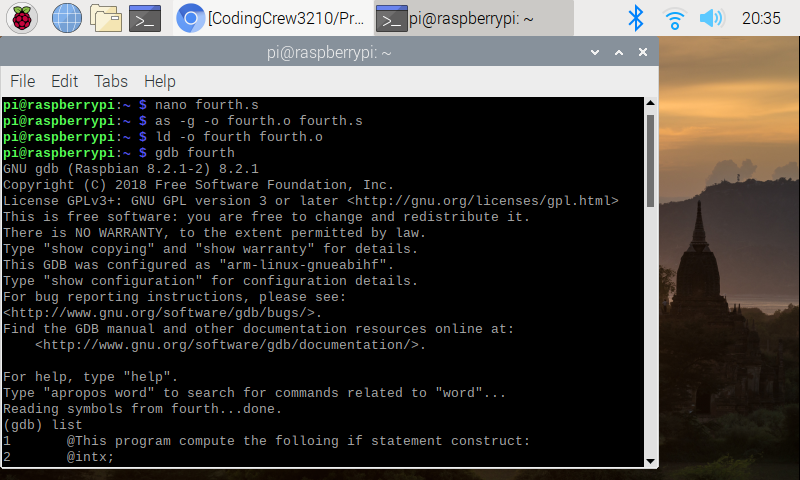 [CodingCrew3210/Pr...
pi@raspberrypi: ~
20:35
pi@raspberrypi: ~
File Edit Tabs Help
pi@raspberrypi:~ $ nano fourth.s
pi@raspberrypi:~ $ as -g -o fourth.o fourth.s
pi@raspberrypi:~ $ ld -o fourth fourth.o
pi@raspberrypi:~ $ gdb fourth
GNU gdb (Raspbian 8.2.1-2) 8.2.1
Copyright (C) 2018 Free Software Foundation, Inc.
License GPLv3+: GNU GPL version 3 or later <http://gnu.org/licenses/gpl.html>
This is free software: you are free to change and redistribute it.
There is NO WARRANTY, to the extent permitted by law.
Type "show copying" and "show warranty" for details.
This GDB was configured as "arm-linux-gnueabihf".
Type "show configuration" for configuration details.
For bug reporting instructions, please see:
<http://www.gnu.org/software/gdb/bugs/>.
Find the GDB manual and other documentation resources online at:
    <http://www.gnu.org/software/gdb/documentation/>.
For help, type "help".
Type "apropos word" to search for commands related to "word"...
Reading symbols from fourth...done.
(gdb) list
1       @This program compute the folloing if statement construct:
2       @intx;